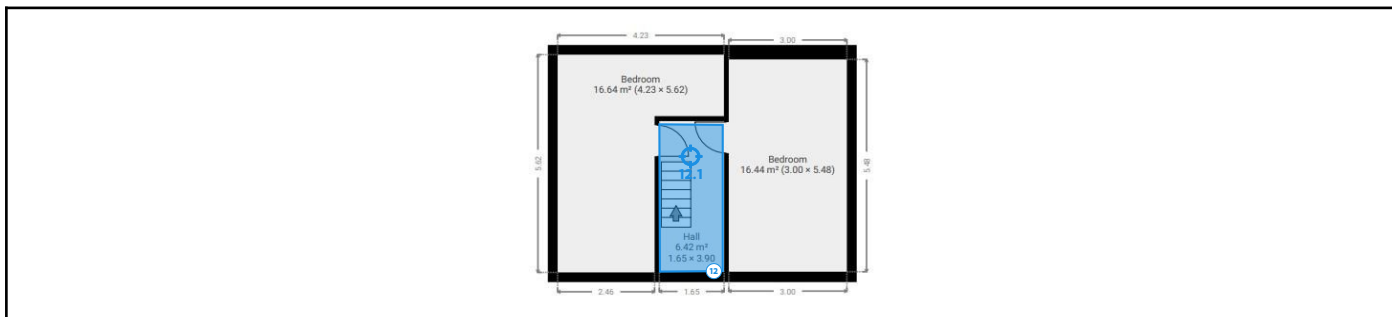 4.23
3.00
Bedroom
16.64 m² (4.23 × 5.62)
5.62
5.48
Bedroom
16.44 m² (3.00 × 5.48)
12.1
Hall
6.42 m²
1.65 × 3.90
12
2.46
1.65
3.00